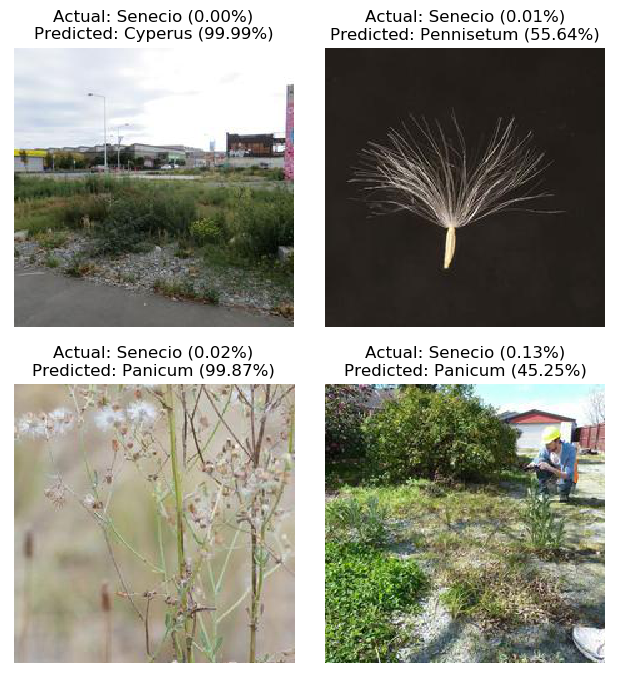 Actual: Senecio (0.00%)
Predicted: Cyperus (99.99%)
Actual: Senecio (0.01%)
Predicted: Pennisetum (55.64%)
Actual: Senecio (0.02%)
Predicted: Panicum (99.87%)
Actual: Senecio (0.13%)
Predicted: Panicum (45.25%)